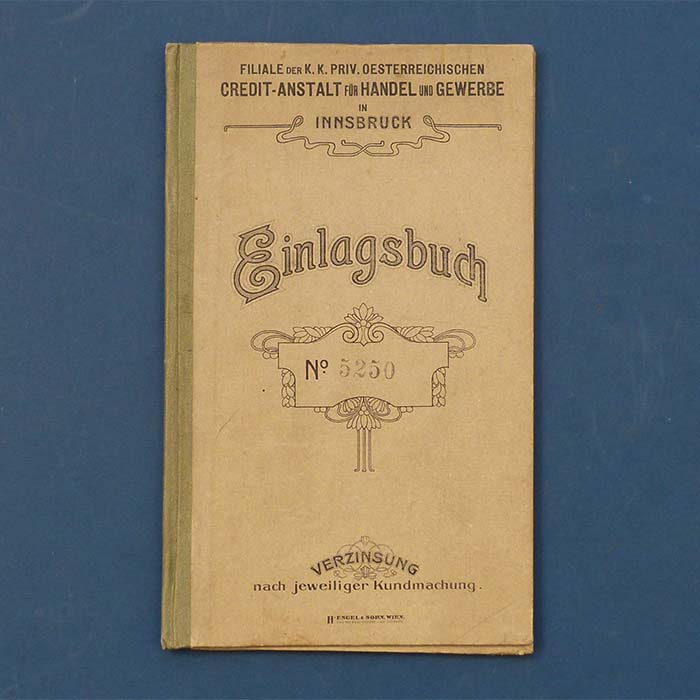 FILIALE DER K. K. PRIV. OESTERREICHISCHEN
CREDIT-ANSTALT FÜR HANDEL UND GEWERBE
IN
INNSBRUCK
Einlagsbuch
No. 5250
VERZINSUNG
nach jeweiliger Kundmachung.
H. ENGEL & SOHN, WIEN.